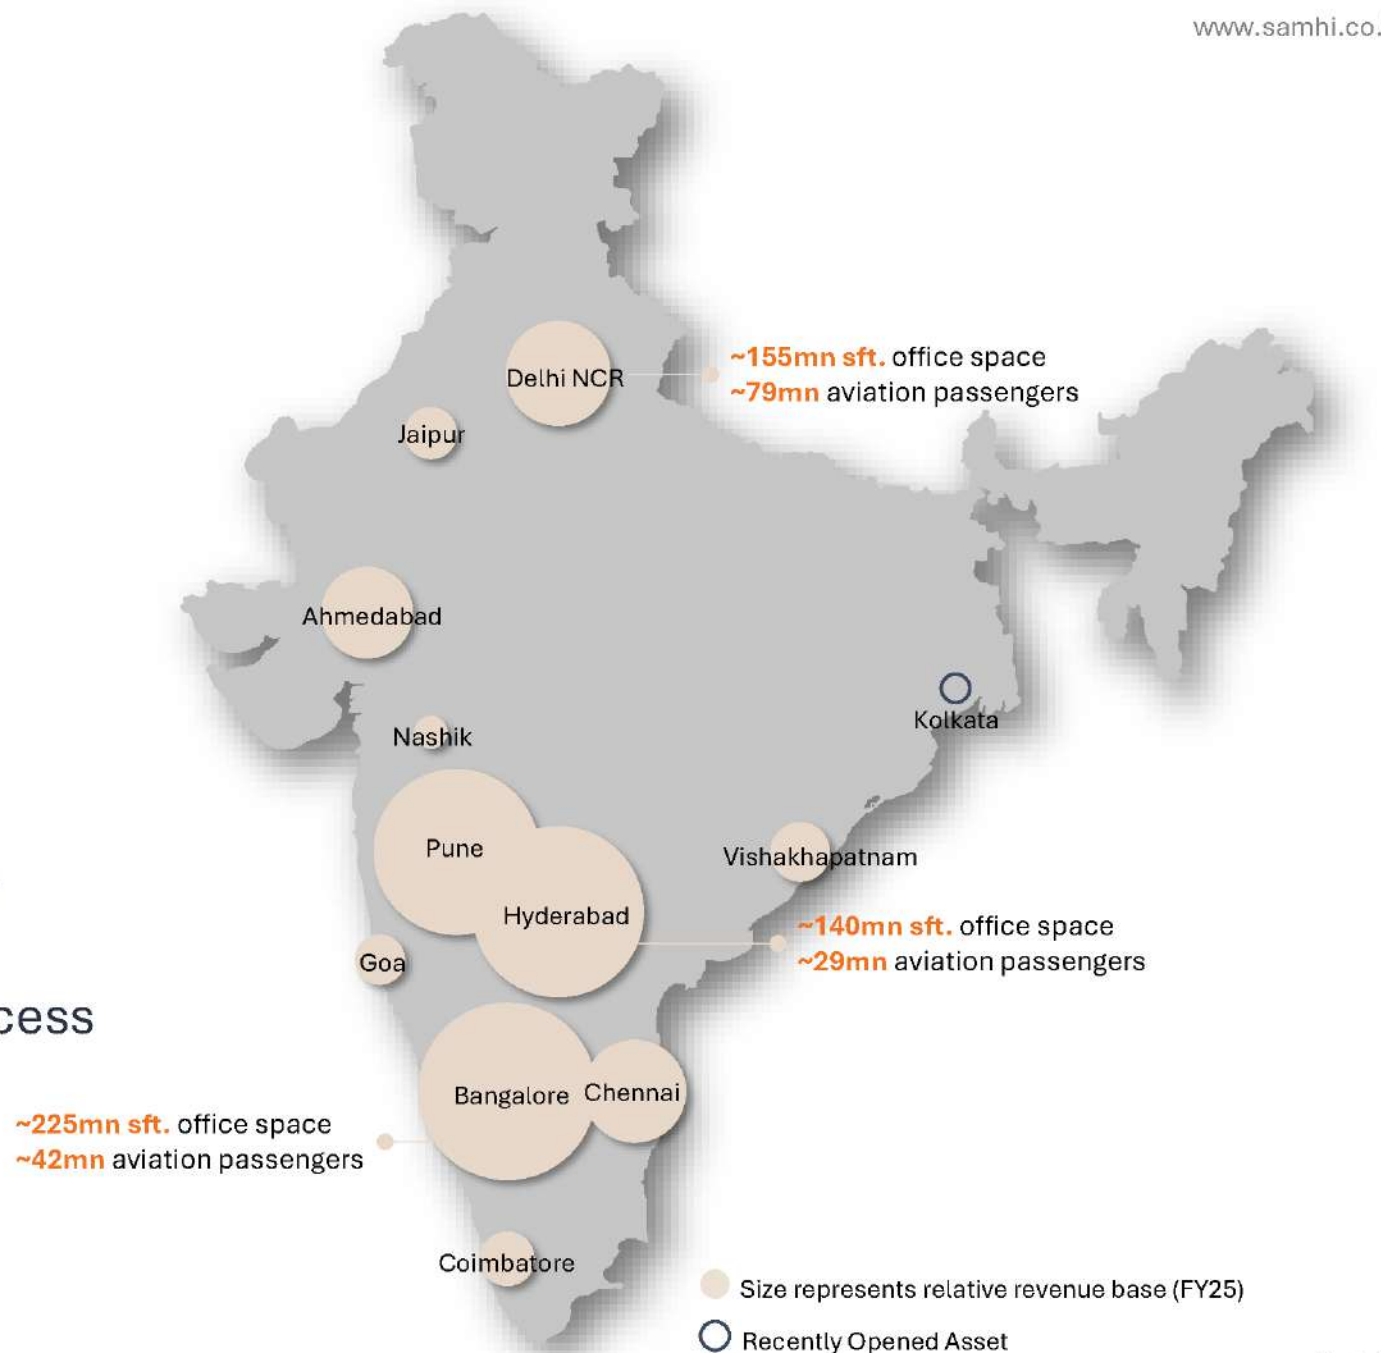 www.samhi.co.
~155mn sft. office space
~79mn aviation passengers
Delhi NCR
Jaipur
Ahmedabad
Kolkata
Nashik
Pune
Vishakhapatnam
Hyderabad
~140mn sft. office space
~29mn aviation passengers
Goa
cess
Bangalore
Chennai
~225mn sft. office space
~42mn aviation passengers
Coimbatore
Size represents relative revenue base (FY25)
Recently Opened Asset